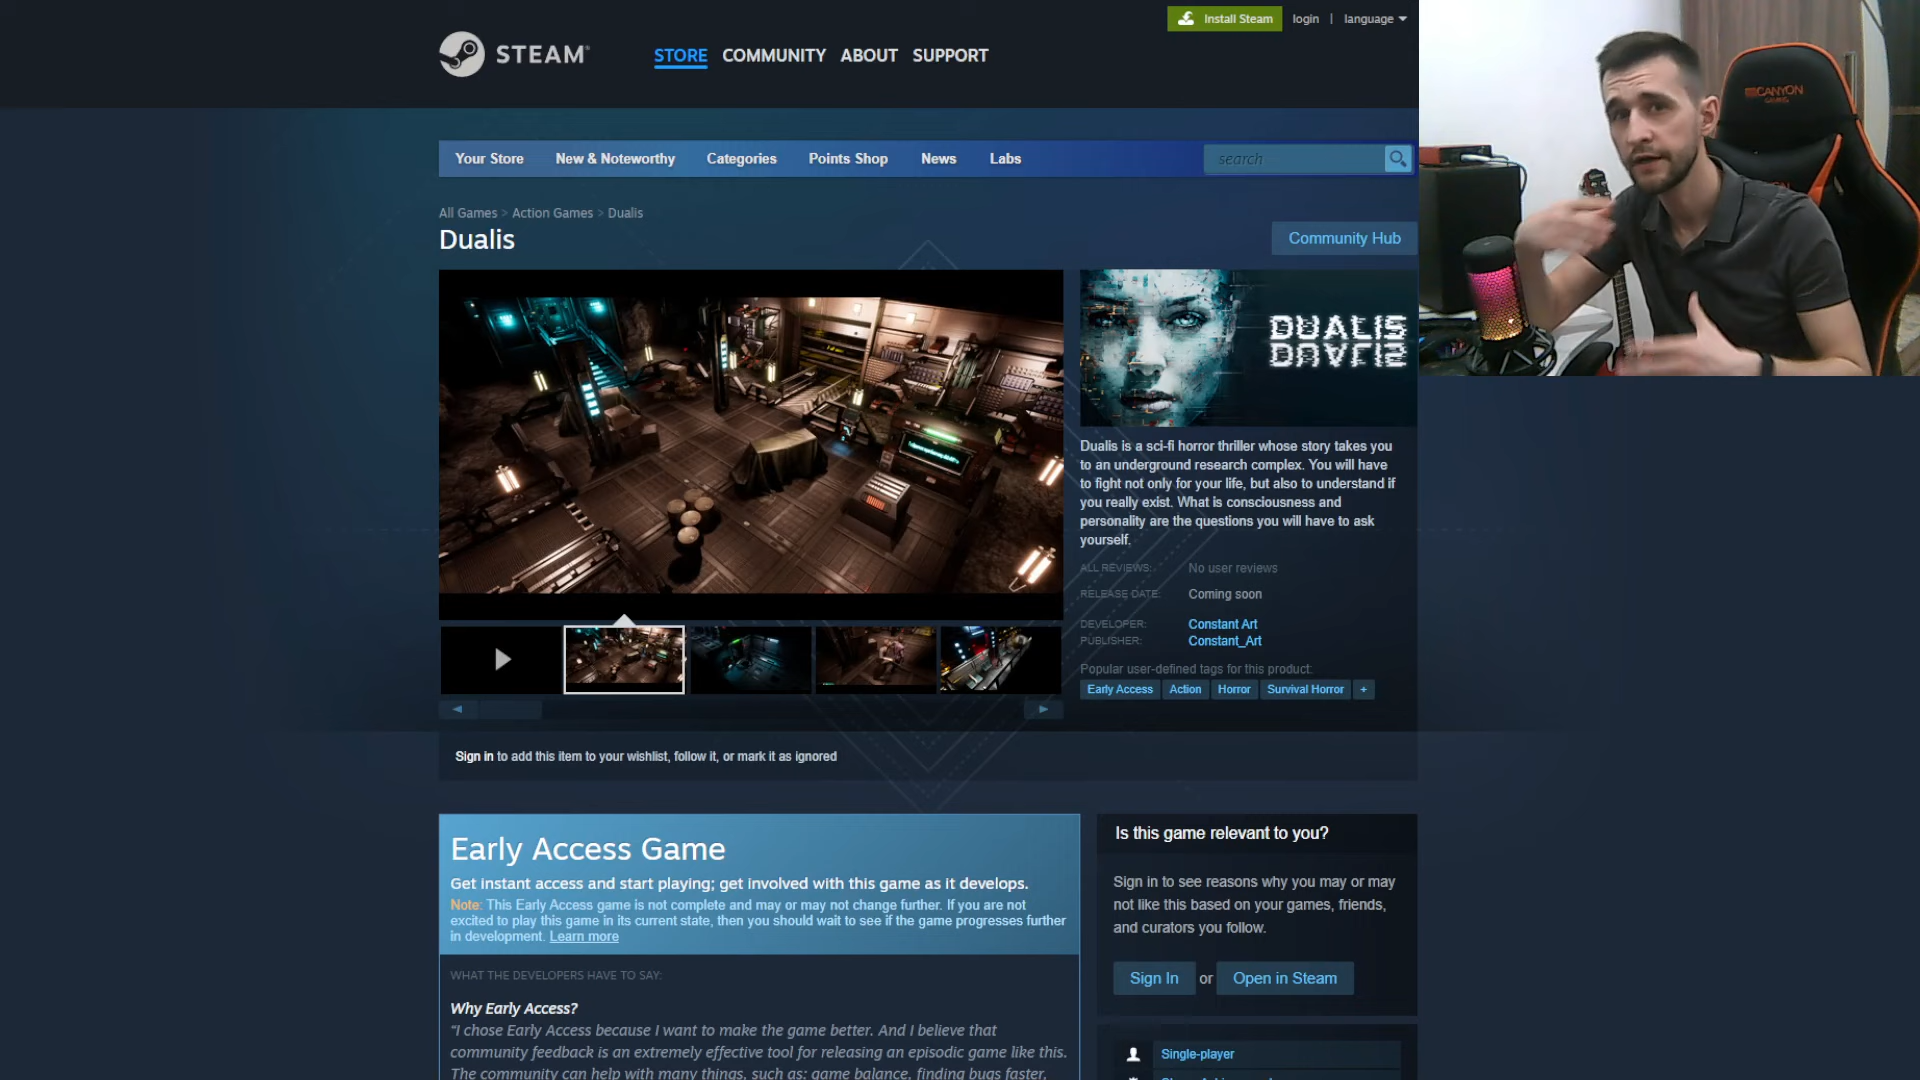 Install Steam
login | language
STEAM®
STORE COMMUNITY ABOUT SUPPORT
CANYON
GAMING
Your Store New & Noteworthy Categories Points Shop News Labs
search
All Games > Action Games > Dualis
Dualis
Community Hub
DUALIS
Dualis is a sci-fi horror thriller whose story takes you
to an underground research complex. You will have
to fight not only for your life, but also to understand if
you really exist. What is consciousness and
personality are the questions you will have to ask
yourself.
ALL REVIEWS: No user reviews
RELEASE DATE: Coming soon
DEVELOPER: Constant Art
PUBLISHER: Constant_Art
Popular user-defined tags for this product:
Early Access Action Horror Survival Horror +
Sign in to add this item to your wishlist, follow it, or mark it as ignored
Early Access Game
Get instant access and start playing; get involved with this game as it develops.
Note: This Early Access game is not complete and may or may not change further. If you are not
excited to play this game in its current state, then you should wait to see if the game progresses further
in development. Learn more
WHAT THE DEVELOPERS HAVE TO SAY:
Why Early Access?
“I chose Early Access because I want to make the game better. And I believe that
community feedback is an extremely effective tool for releasing an episodic game like this.
The community can help with many things, such as: game balance, finding bugs faster,
Is this game relevant to you?
Sign in to see reasons why you may or may
not like this based on your games, friends,
and curators you follow.
Sign In or Open in Steam
Single-player